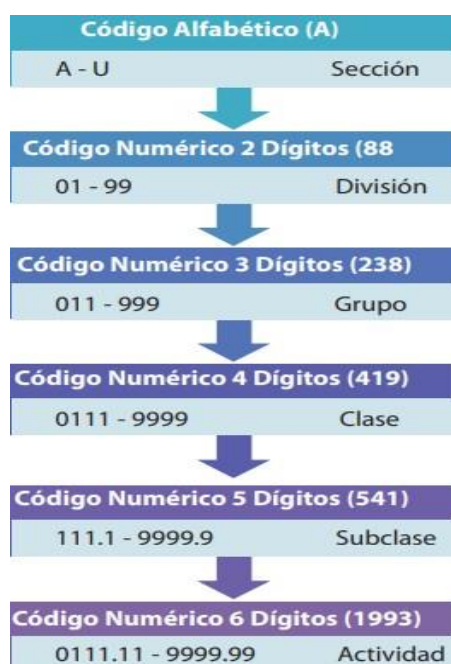 Código Alfabético (A)
A - U Sección
Código Numérico 2 Dígitos (88
01 - 99 División
Código Numérico 3 Dígitos (238)
011 - 999 Grupo
Código Numérico 4 Dígitos (419)
0111 - 9999 Clase
Código Numérico 5 Dígitos (541)
111.1 - 9999.9 Subclase
Código Numérico 6 Dígitos (1993)
0111.11 - 9999.99 Actividad